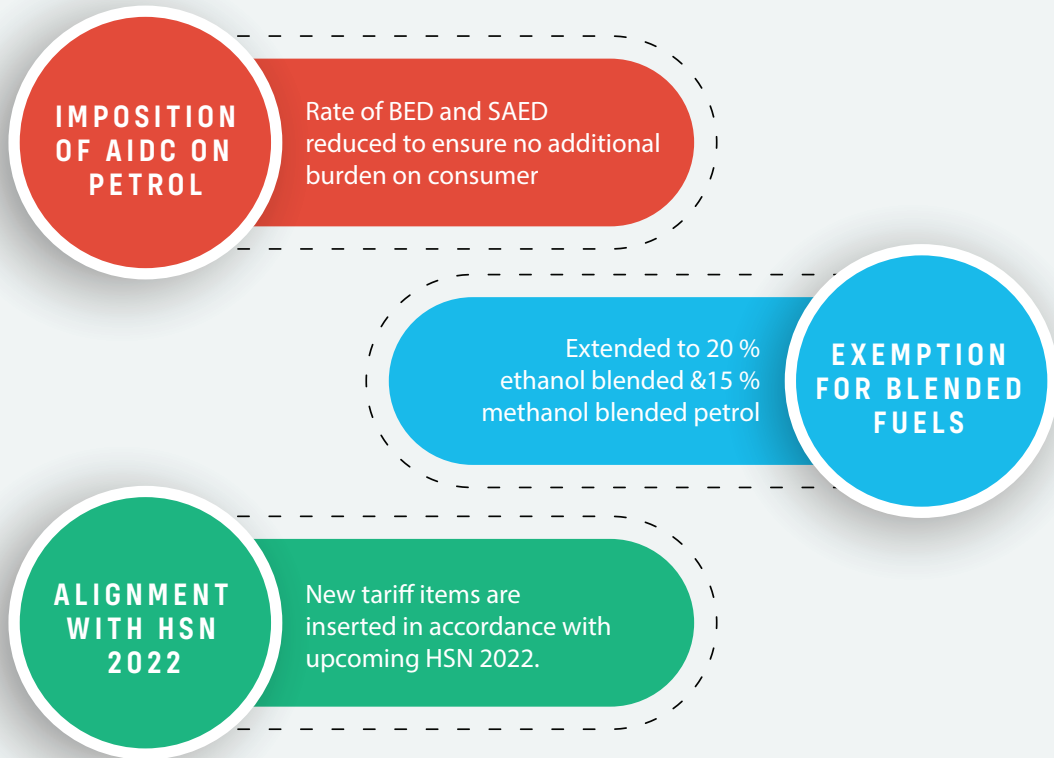 IMPOSITION
OF AIDC ON
PETROL
Rate of BED and SAED
reduced to ensure no additional
burden on consumer
Extended to 20 %
ethanol blended &15 %
methanol blended petrol
EXEMPTION
FOR BLENDED
FUELS
ALIGNMENT
WITH HSN
2022
New tariff items are
inserted in accordance with
upcoming HSN 2022.